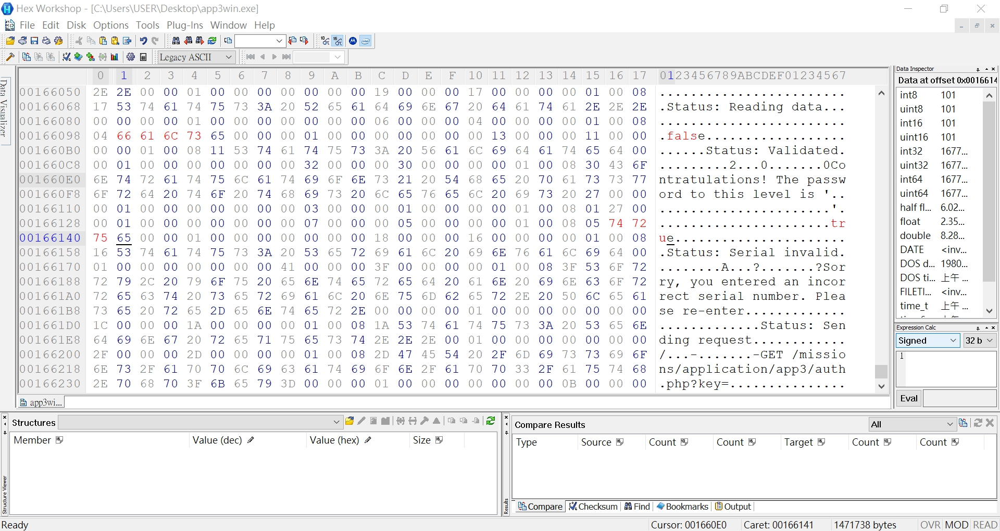 Hex Workshop - [C:\Users\USER\Desktop\app3win.exe]
File Edit Disk Options Tools Plug-Ins Window Help
Legacy ASCII
Data Visualizer
0 1 2 3 4 5 6 7 8 9 A B C D E F 10 11 12 13 14 15 16 17 0123456789ABCDEF01234567
00166050 2E 2E 00 00 01 00 00 00 00 00 00 00 19 00 00 00 17 00 00 00 00 01 00 08 ........................
00166068 17 53 74 61 74 75 73 3A 20 52 65 61 64 69 6E 67 20 64 61 74 61 2E 2E 2E .Status: Reading data...
00166080 00 00 00 00 01 00 00 00 00 00 00 00 06 00 00 00 04 00 00 00 00 01 00 08 ........................
00166098 04 66 61 6C 73 65 00 00 00 01 00 00 00 00 00 00 00 13 00 00 00 11 00 00 .false..................
001660B0 00 00 01 00 08 11 53 74 61 74 75 73 3A 20 56 61 6C 69 64 61 74 65 64 00 ......Status: Validated.
001660C8 00 01 00 00 00 00 00 00 00 32 00 00 00 30 00 00 00 00 01 00 08 30 43 6F .........2...0.......0Co
001660E0 6E 74 72 61 74 75 6C 61 74 69 6F 6E 73 21 20 54 68 65 20 70 61 73 73 77 ntratulations! The passw
001660F8 6F 72 64 20 74 6F 20 74 68 69 73 20 6C 65 76 65 6C 20 69 73 20 27 00 00 ord to this level is '..
00166110 00 01 00 00 00 00 00 00 00 03 00 00 00 01 00 00 00 00 01 00 08 01 27 00 ......................'.
00166128 00 01 00 00 00 00 00 00 00 07 00 00 00 05 00 00 00 00 01 00 08 05 74 72 ......................tr
00166140 75 65 00 00 01 00 00 00 00 00 00 00 18 00 00 00 16 00 00 00 00 01 00 08 ue......................
00166158 16 53 74 61 74 75 73 3A 20 53 65 72 69 61 6C 20 69 6E 76 61 6C 69 64 00 .Status: Serial invalid.
00166170 01 00 00 00 00 00 00 00 41 00 00 00 3F 00 00 00 00 01 00 08 3F 53 6F 72 ........A...?.......?Sor
00166188 72 79 2C 20 79 6F 75 20 65 6E 74 65 72 65 64 20 61 6E 20 69 6E 63 6F 72 ry, you entered an incor
001661A0 72 65 63 74 20 73 65 72 69 61 6C 20 6E 75 6D 62 65 72 2E 20 50 6C 65 61 rect serial number. Plea
001661B8 73 65 20 72 65 2D 65 6E 74 65 72 2E 00 00 00 00 01 00 00 00 00 00 00 00 se re-enter.............
001661D0 1C 00 00 00 1A 00 00 00 00 01 00 08 1A 53 74 61 74 75 73 3A 20 53 65 6E .............Status: Sen
001661E8 64 69 6E 67 20 72 65 71 75 65 73 74 2E 2E 2E 00 01 00 00 00 00 00 00 00 ding request............
00166200 2F 00 00 00 2D 00 00 00 00 01 00 08 2D 47 45 54 20 2F 6D 69 73 73 69 6F /...-.......-GET /missio
00166218 6E 73 2F 61 70 70 6C 69 63 61 74 69 6F 6E 2F 61 70 70 33 2F 61 75 74 68 ns/application/app3/auth
00166230 2E 70 68 70 3F 6B 65 79 3D 00 00 00 01 00 00 00 00 00 00 00 0B 00 00 00 .php?key=...............
app3wi...
Data Inspector
Data at offset 0x0016614
int8 101
uint8 101
int16 101
uint16 101
int32 1677...
uint32 1677...
int64 1677...
uint64 1677...
half fl... 6.02...
float 2.35...
double 8.28...
DATE <inv...
DOS d... 1980...
DOS ti... 上午 ...
FILETI... <inv...
time_t 上午 ...
Expression Calc
Signed 32 b
1
Eval
Structures
Member Value (dec) Value (hex) Size
Structure Viewer
Compare Results
All
Type Source Count Count Target Count Count
Results
Compare Checksum Find Bookmarks Output
Ready Cursor: 001660E0 Caret: 00166141 1471738 bytes OVR MOD READ